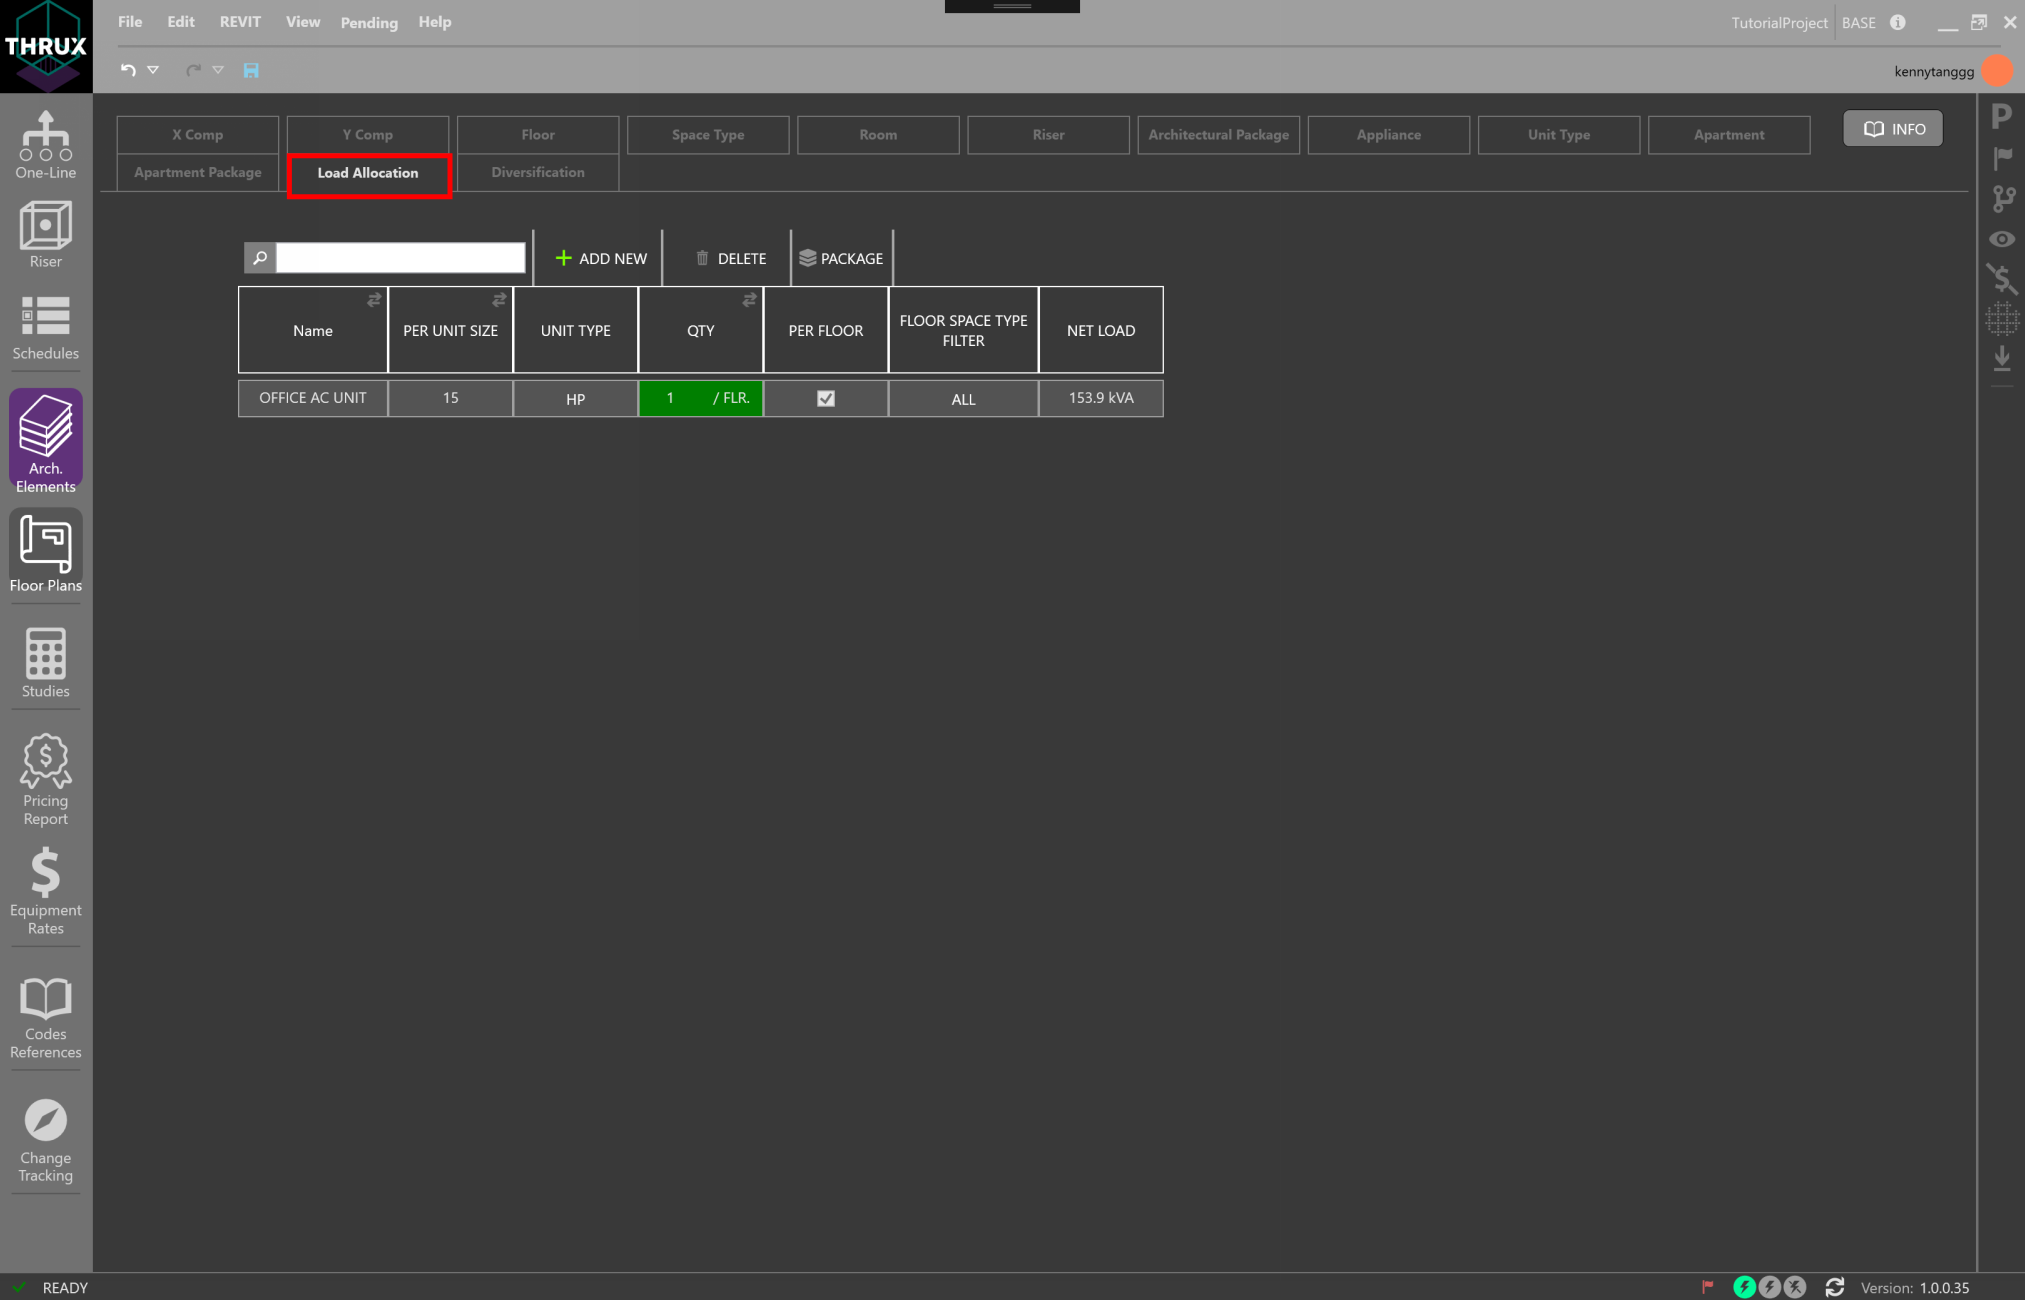 THRUX
File Edit REVIT View Pending Help
TutorialProject BASE
kennytanggg
X Comp Y Comp Floor Space Type Room Riser Architectural Package Appliance Unit Type Apartment
INFO
Apartment Package Load Allocation Diversification
ADD NEW DELETE PACKAGE
Name PER UNIT SIZE UNIT TYPE QTY PER FLOOR FLOOR SPACE TYPE FILTER NET LOAD
OFFICE AC UNIT 15 HP 1 / FLR. ALL 153.9 kVA
One-Line
Riser
Schedules
Arch.
Elements
Floor Plans
Studies
Pricing
Report
Equipment
Rates
Codes
References
Change
Tracking
P
READY
Version: 1.0.0.35